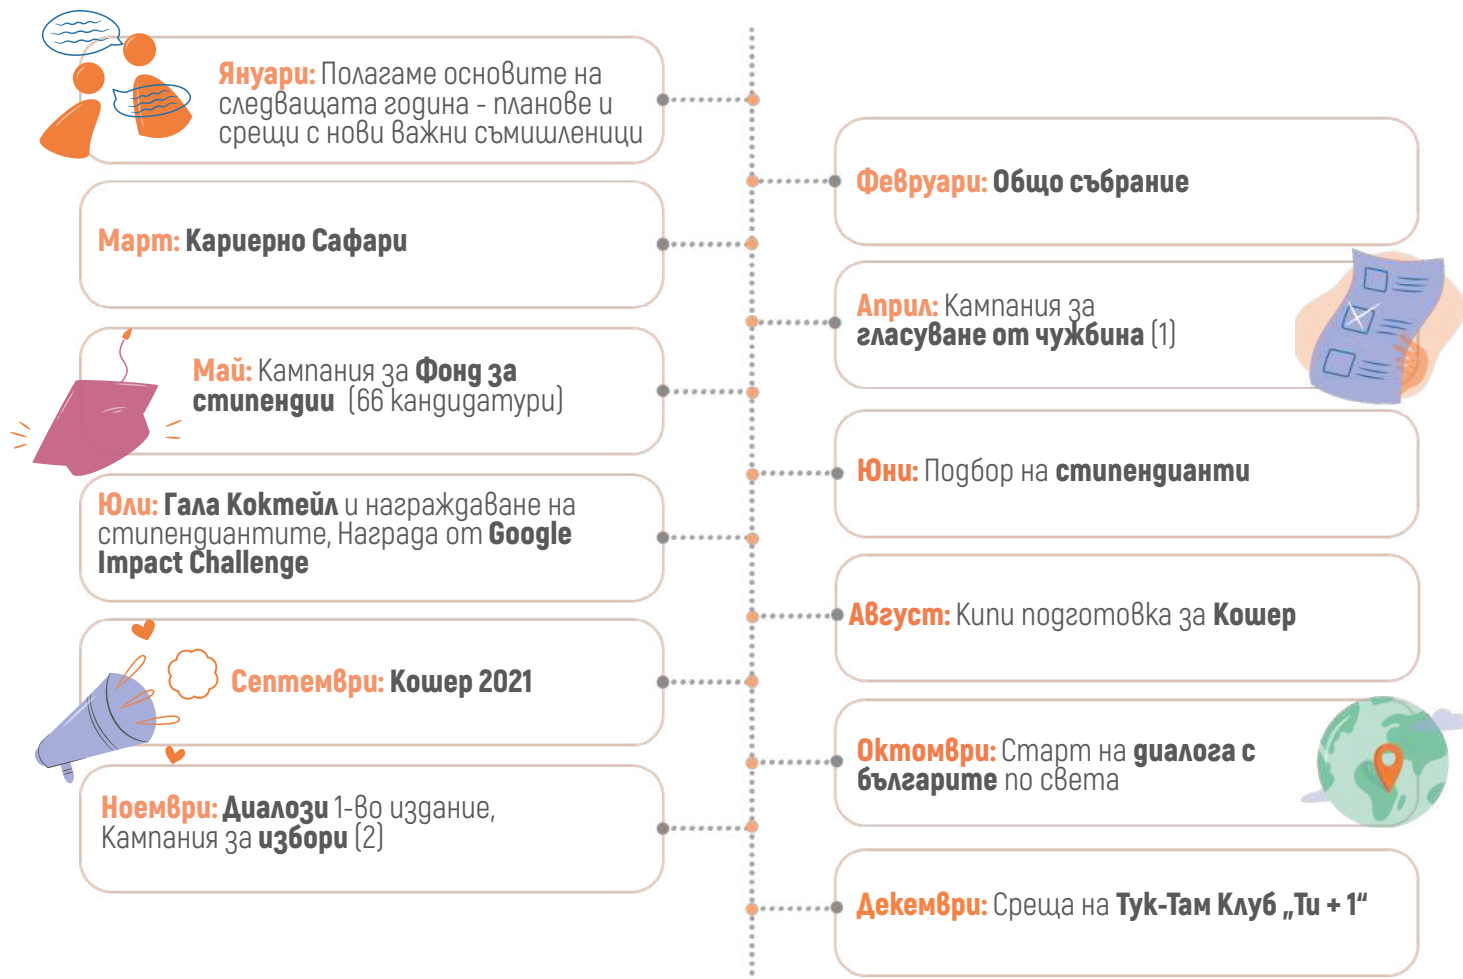 Януари: Полагаме основите на
следващата година - планове и
срещи с нови важни съмишленици
Февруари: Общо събрание
Март: Кариерно Сафари
Април: Кампания за
гласуване от чужбина (1)
Май: Кампания за Фонд за
стипендии (66 кандидатури)
Юни: Подбор на стипендианти
Юли: Гала Коктейл и награждаване на
стипендиантите, Награда от Google
Impact Challenge
Август: Кипи подготовка за Кошер
Септември: Кошер 2021
Октомври: Старт на диалога с
българите по света
Ноември: Диалози 1-во издание,
Кампания за избори (2)
Декември: Среща на Тук-Там Клуб „Ти + 1“